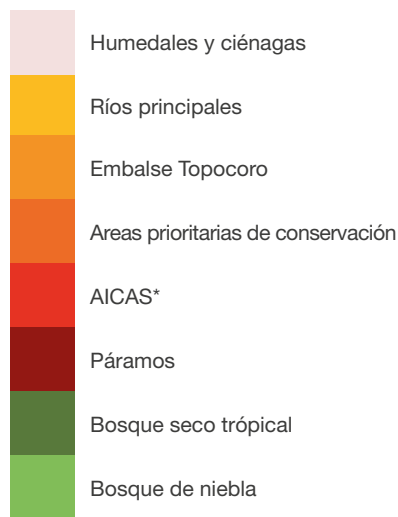 Humedales y ciénagas
Ríos principales
Embalse Topocoro
Areas prioritarias de conservación
AICAS*
Páramos
Bosque seco trópical
Bosque de niebla